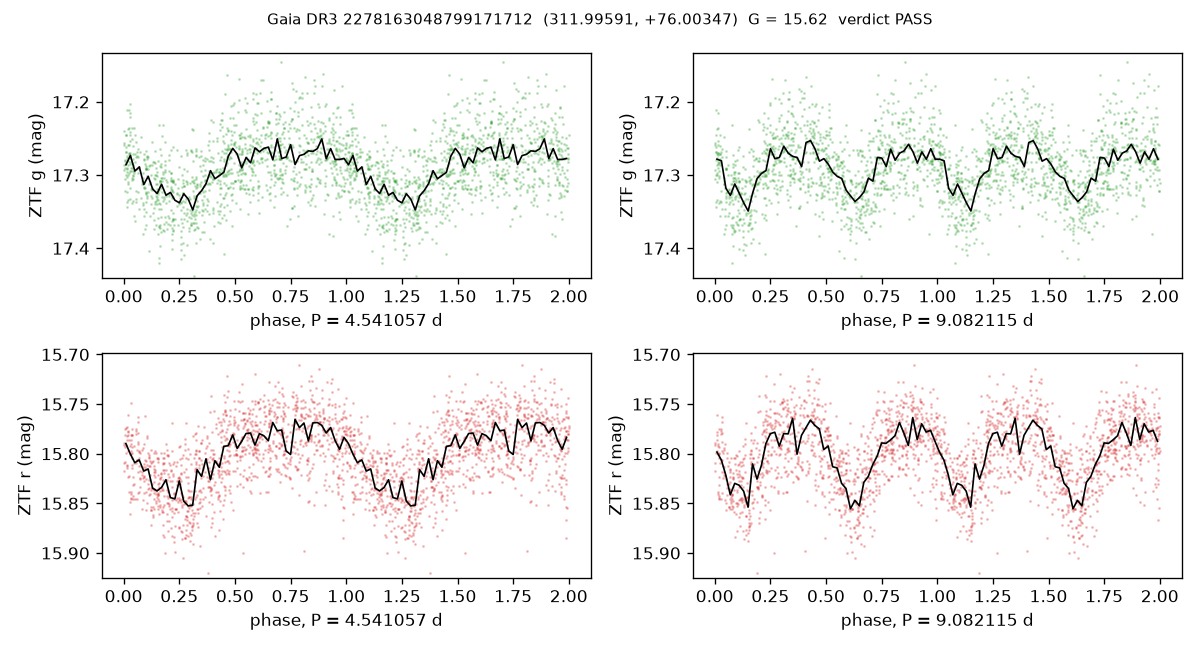 Gaia DR3 2278163048799171712 (311.99591, +76.00347) G = 15.62 verdict PASS
ZTF g (mag)
17.2
17.3
17.4
0.00 0.25 0.50 0.75 1.00 1.25 1.50 1.75 2.00
phase, P = 4.541057 d
ZTF g (mag)
17.2
17.3
17.4
0.00 0.25 0.50 0.75 1.00 1.25 1.50 1.75 2.00
phase, P = 9.082115 d
ZTF r (mag)
15.70
15.75
15.80
15.85
15.90
0.00 0.25 0.50 0.75 1.00 1.25 1.50 1.75 2.00
phase, P = 4.541057 d
ZTF r (mag)
15.70
15.75
15.80
15.85
15.90
0.00 0.25 0.50 0.75 1.00 1.25 1.50 1.75 2.00
phase, P = 9.082115 d